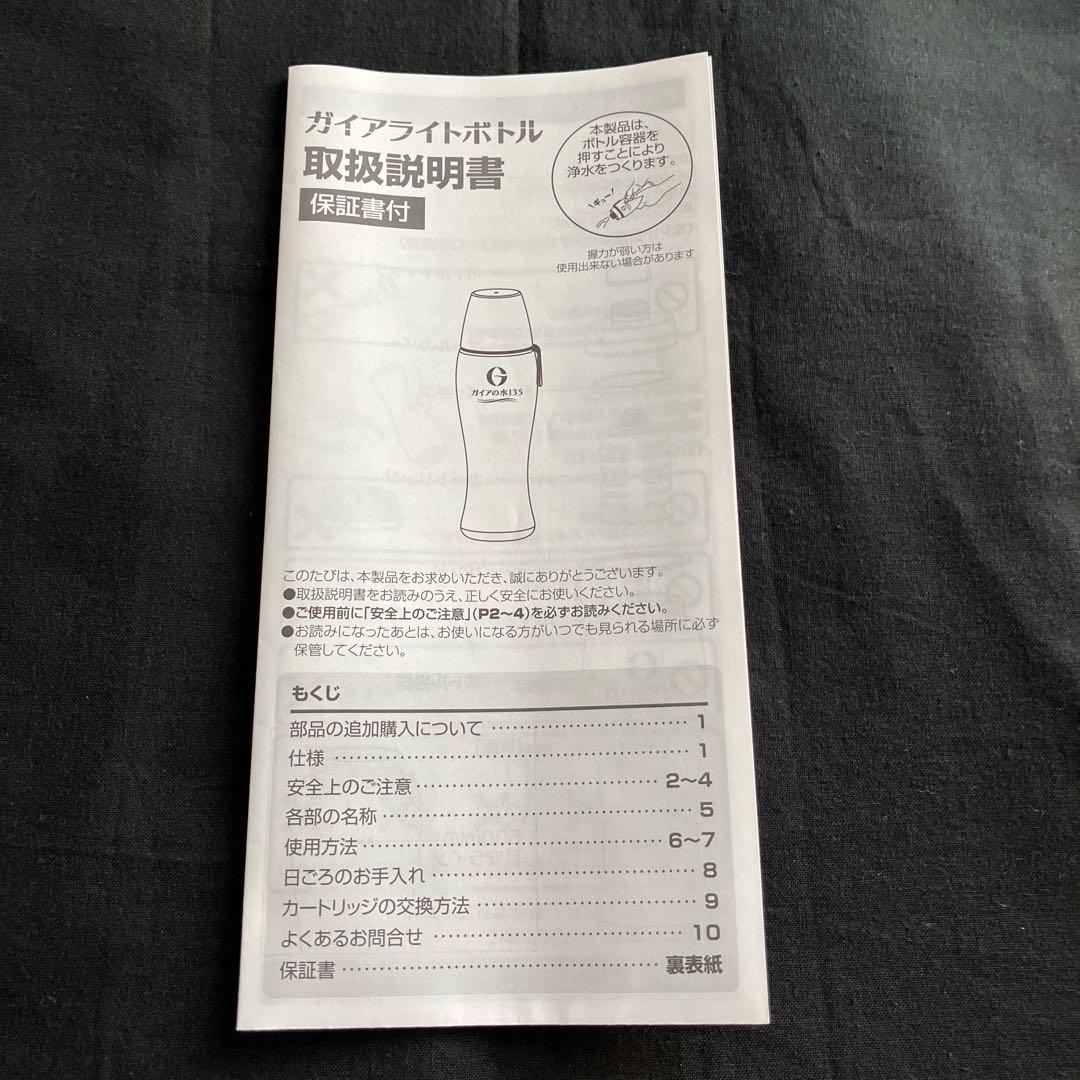 ガイアライトボトル
取扱説明書
保証書付
本製品は、
ボトル容器を
押すことにより
浄水をつくります。
ギュ〜!
握力が弱い方は
使用出来ない場合があります
G
ガイアの水135
このたびは、本製品をお求めいただき、誠にありがとうございます。
●取扱説明書をお読みのうえ、正しく安全にお使いください。
●ご使用前に「安全上のご注意」(P2〜4)を必ずお読みください。
●お読みになったあとは、お使いになる方がいつでも見られる場所に必ず
保管してください。
もくじ
部品の追加購入について 1
仕様 1
安全上のご注意 2〜4
各部の名称 5
使用方法 6〜7
日ごろのお手入れ 8
カートリッジの交換方法 9
よくあるお問合せ 10
保証書 裏表紙